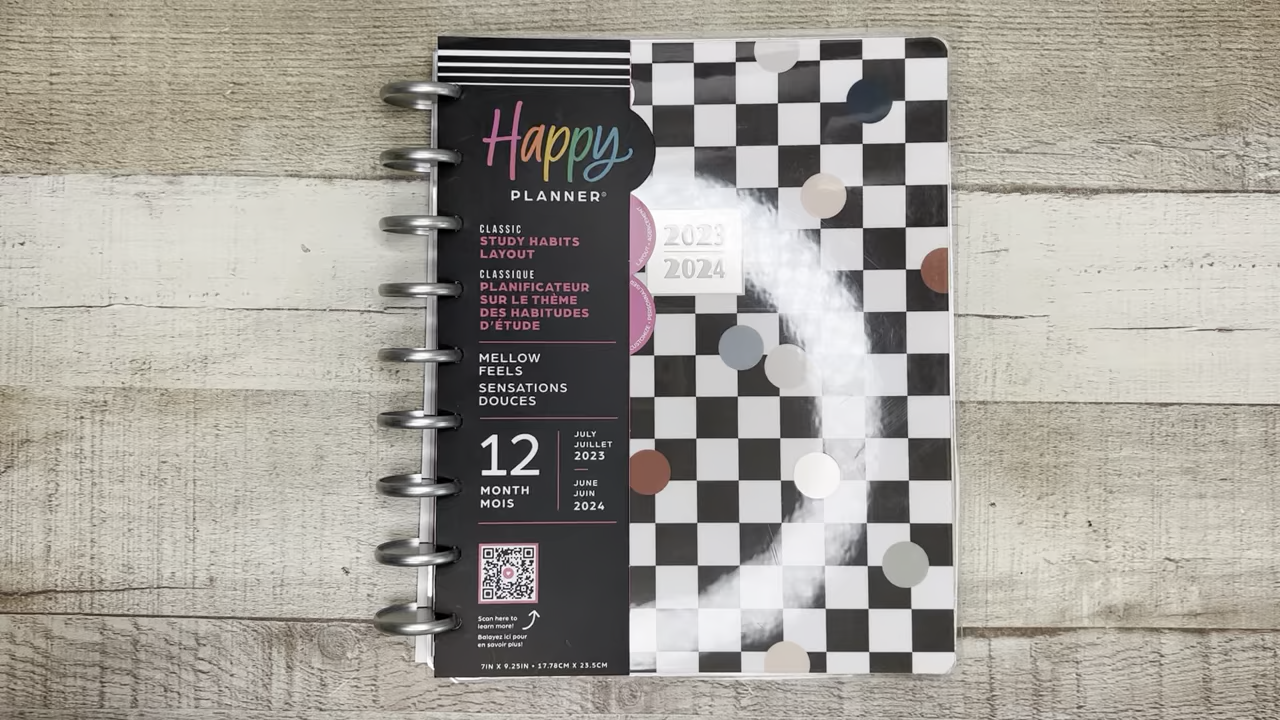 Happy
PLANNER®
CLASSIC
STUDY HABITS
LAYOUT
CLASSIQUE
PLANIFICATEUR
SUR LE THÈME
DES HABITUDES
D'ÉTUDE
MELLOW
FEELS
SENSATIONS
DOUCES
12
MONTH
MOIS
JULY
JUILLET
2023
—
JUNE
JUIN
2024
Scan here to
learn more!
Balayez ici pour
en savoir plus!
7IN X 9.25IN • 17.78CM X 23.5CM
2023
2024